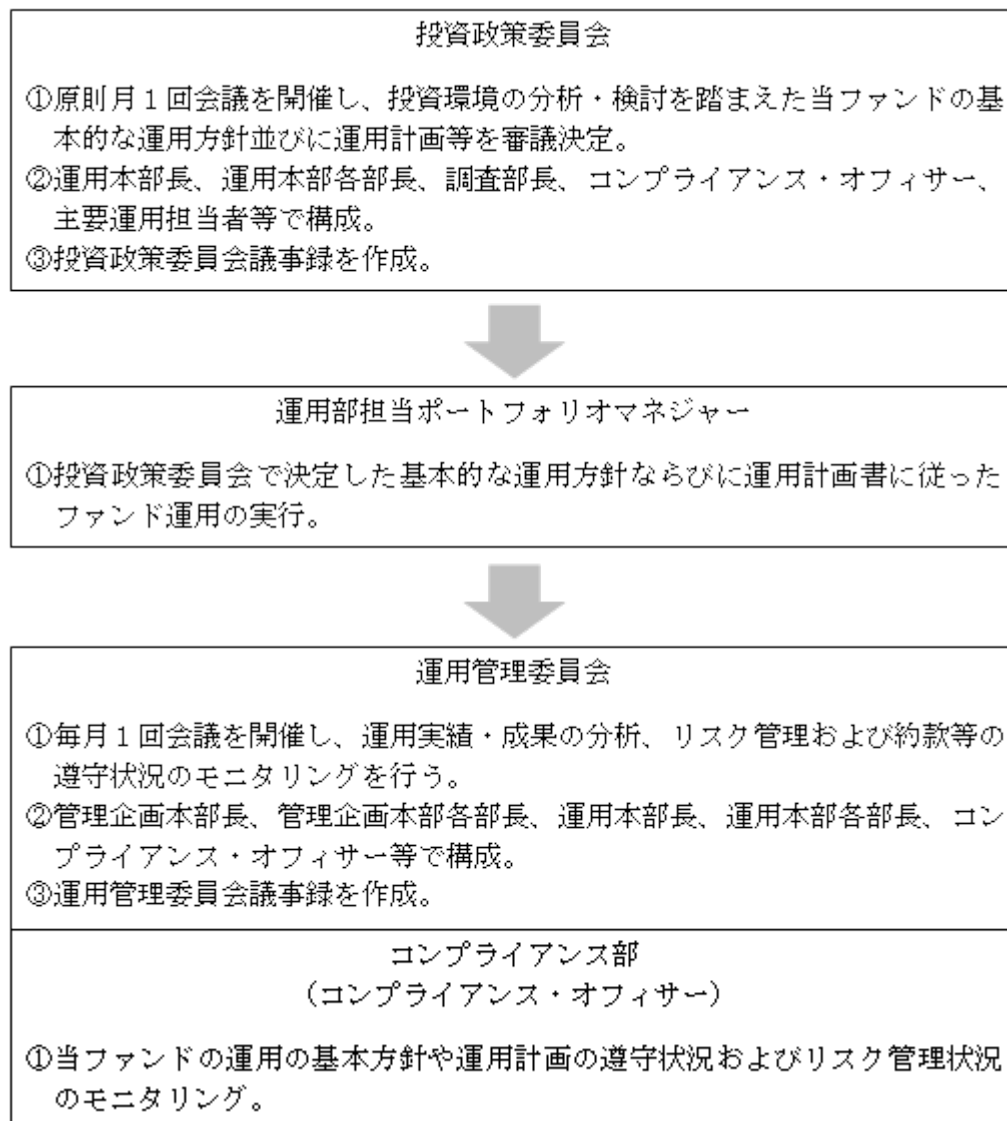 投資政策委員会
①原則月１回会議を開催し、投資環境の分析・検討を踏まえた当ファンドの基
本的な運用方針並びに運用計画等を審議決定。
②運用本部長、運用本部各部長、調査部長、コンプライアンス・オフィサー、
主要運用担当者等で構成。
③投資政策委員会議事録を作成。
運用部担当ポートフォリオマネジャー
①投資政策委員会で決定した基本的な運用方針ならびに運用計画書に従った
ファンド運用の実行。
運用管理委員会
①毎月１回会議を開催し、運用実績・成果の分析、リスク管理および約款等の
遵守状況のモニタリングを行う。
②管理企画本部長、管理企画本部各部長、運用本部長、運用本部各部長、コン
プライアンス・オフィサー等で構成。
③運用管理委員会議事録を作成。
コンプライアンス部
（コンプライアンス・オフィサー）
①当ファンドの運用の基本方針や運用計画の遵守状況およびリスク管理状況
のモニタリング。